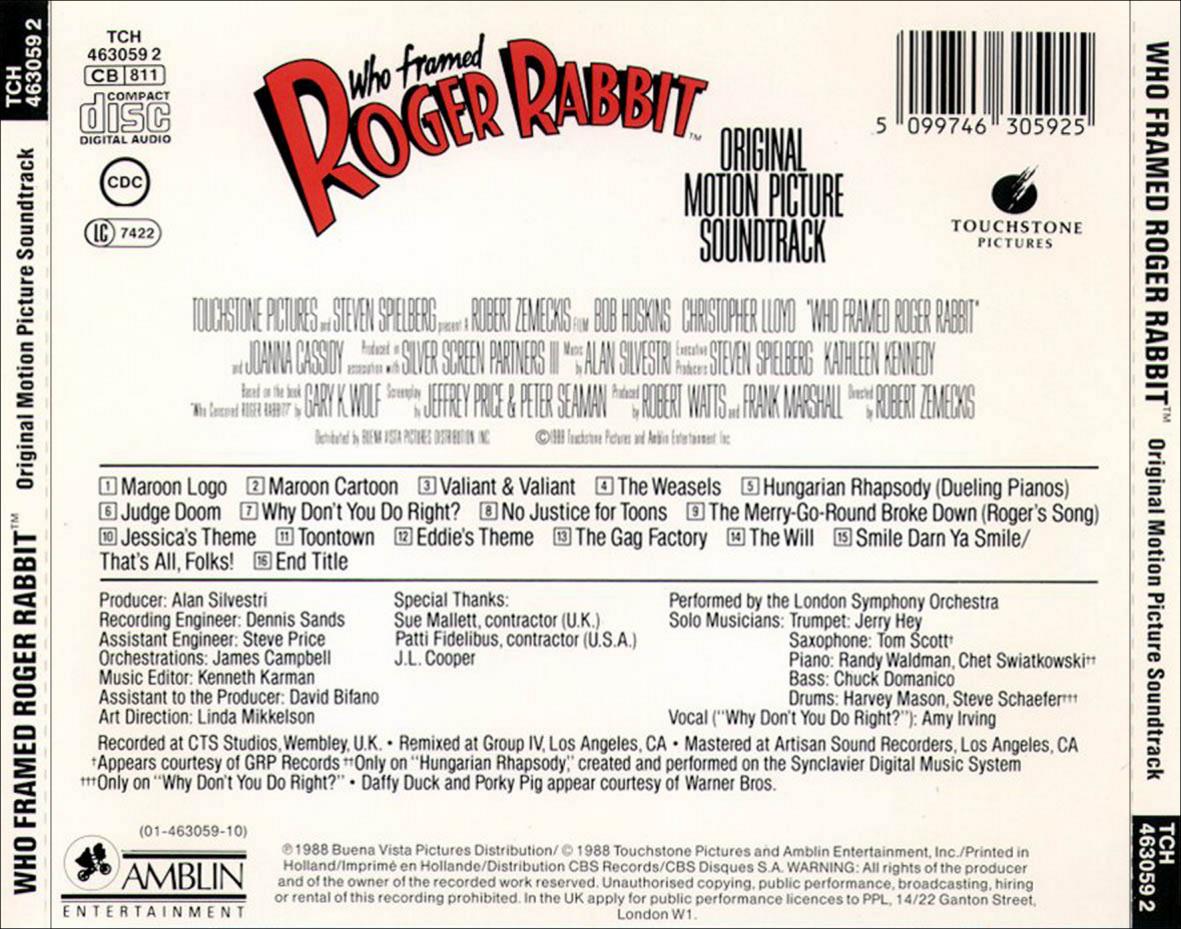 TCH
463059 2
WHO FRAMED ROGER RABBIT™ Original Motion Picture Soundtrack
TCH
463059 2
CB 811
COMPACT
disc
DIGITAL AUDIO
CDC
LC 7422
Who framed
ROGER RABBIT™
ORIGINAL
MOTION PICTURE
SOUNDTRACK
5 099746 305925
TOUCHSTONE
PICTURES
TOUCHSTONE PICTURES and STEVEN SPIELBERG present A ROBERT ZEMECKIS FILM BOB HOSKINS CHRISTOPHER LLOYD "WHO FRAMED ROGER RABBIT"
and JOANNA CASSIDY Produced in association with SILVER SCREEN PARTNERS III Music by ALAN SILVESTRI Executive Producers STEVEN SPIELBERG KATHLEEN KENNEDY
Based on the book "Who Censored ROGER RABBIT?" by GARY K. WOLF Screenplay by JEFFREY PRICE & PETER SEAMAN Produced by ROBERT WATTS and FRANK MARSHALL Directed by ROBERT ZEMECKIS
Distributed by BUENA VISTA PICTURES DISTRIBUTION INC. ©1988 Touchstone Pictures and Amblin Entertainment Inc
1 Maroon Logo 2 Maroon Cartoon 3 Valiant & Valiant 4 The Weasels 5 Hungarian Rhapsody (Dueling Pianos)
6 Judge Doom 7 Why Don't You Do Right? 8 No Justice for Toons 9 The Merry-Go-Round Broke Down (Roger's Song)
10 Jessica's Theme 11 Toontown 12 Eddie's Theme 13 The Gag Factory 14 The Will 15 Smile Darn Ya Smile/
That's All, Folks! 16 End Title
Producer: Alan Silvestri
Recording Engineer: Dennis Sands
Assistant Engineer: Steve Price
Orchestrations: James Campbell
Music Editor: Kenneth Karman
Assistant to the Producer: David Bifano
Art Direction: Linda Mikkelson
Special Thanks:
Sue Mallett, contractor (U.K.)
Patti Fidelibus, contractor (U.S.A.)
J.L. Cooper
Performed by the London Symphony Orchestra
Solo Musicians: Trumpet: Jerry Hey
Saxophone: Tom Scott†
Piano: Randy Waldman, Chet Swiatkowski††
Bass: Chuck Domanico
Drums: Harvey Mason, Steve Schaefer†††
Vocal ("Why Don't You Do Right?"): Amy Irving
Recorded at CTS Studios, Wembley, U.K. • Remixed at Group IV, Los Angeles, CA • Mastered at Artisan Sound Recorders, Los Angeles, CA
†Appears courtesy of GRP Records ††Only on "Hungarian Rhapsody," created and performed on the Synclavier Digital Music System
†††Only on "Why Don't You Do Right?" • Daffy Duck and Porky Pig appear courtesy of Warner Bros.
(01-463059-10)
AMBLIN
ENTERTAINMENT
℗1988 Buena Vista Pictures Distribution/ © 1988 Touchstone Pictures and Amblin Entertainment, Inc./Printed in
Holland/Imprimé en Hollande/Distribution CBS Records/CBS Disques S.A. WARNING: All rights of the producer
and of the owner of the recorded work reserved. Unauthorised copying, public performance, broadcasting, hiring
or rental of this recording prohibited. In the UK apply for public performance licences to PPL, 14/22 Ganton Street,
London W1.
WHO FRAMED ROGER RABBIT™ Original Motion Picture Soundtrack
TCH
463059 2